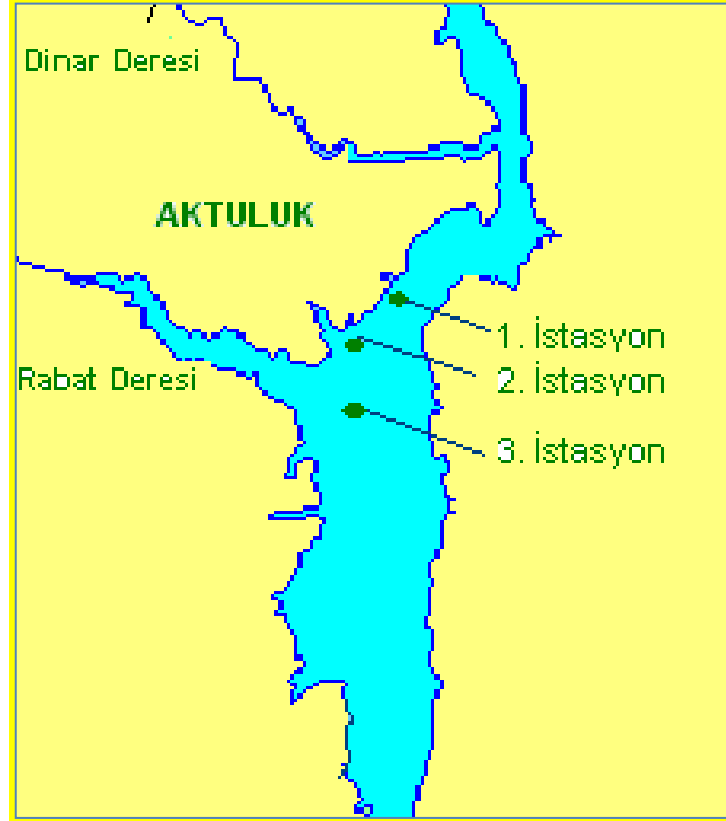 Dinar Deresi
AKTULUK
1. İstasyon
Rabat Deresi
2. İstasyon
3. İstasyon